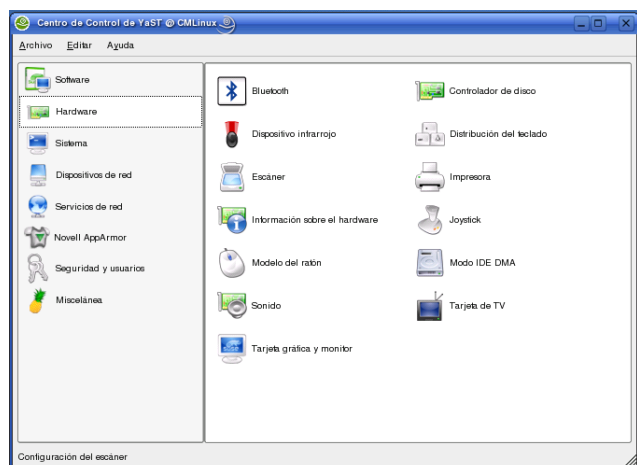 Centro de Control de YaST @ CMLinux
Archivo Editar Ayuda
Software
Hardware
Sistema
Dispositivos de red
Servicios de red
Novell AppArmor
Seguridad y usuarios
Miscelánea
Bluetooth
Controlador de disco
Dispositivo infrarrojo
Distribución del teclado
Escáner
Impresora
Información sobre el hardware
Joystick
Modelo del ratón
Modo IDE DMA
Sonido
Tarjeta de TV
Tarjeta gráfica y monitor
Configuración del escáner